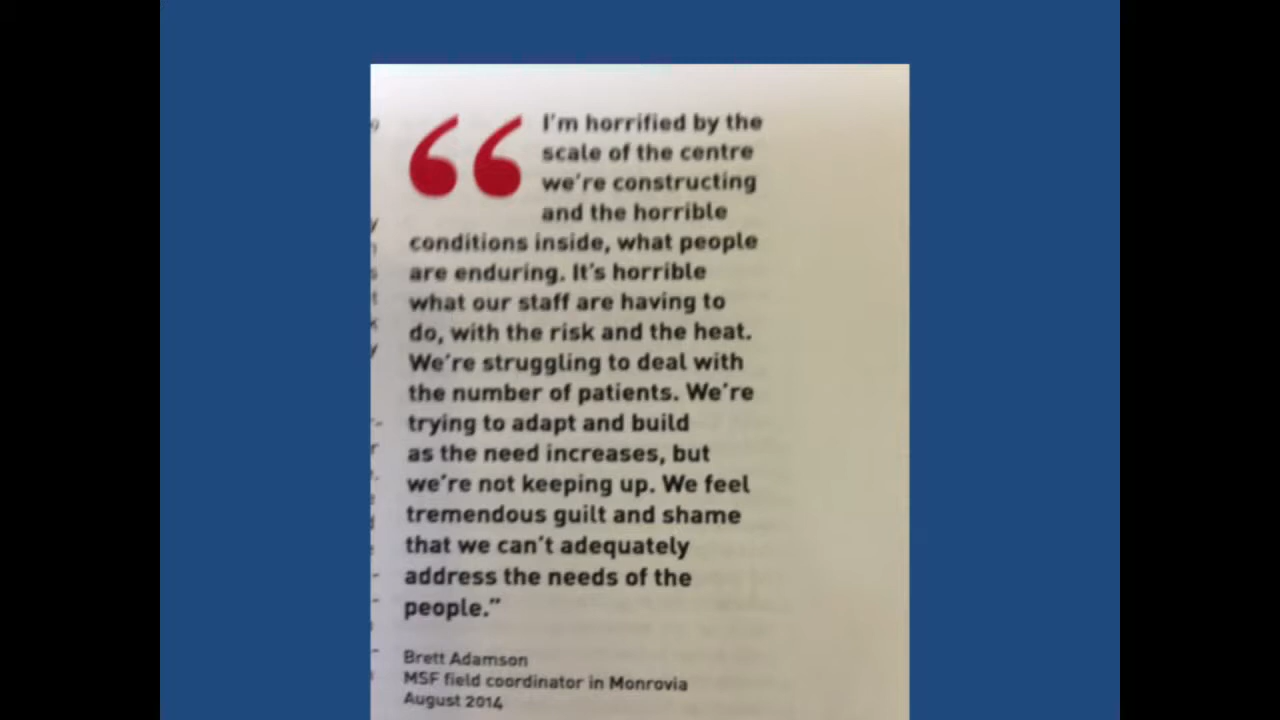 “ I'm horrified by the
scale of the centre
we're constructing
and the horrible
conditions inside, what people
are enduring. It's horrible
what our staff are having to
do, with the risk and the heat.
We're struggling to deal with
the number of patients. We're
trying to adapt and build
as the need increases, but
we're not keeping up. We feel
tremendous guilt and shame
that we can't adequately
address the needs of the
people.”
Brett Adamson
MSF field coordinator in Monrovia
August 2014